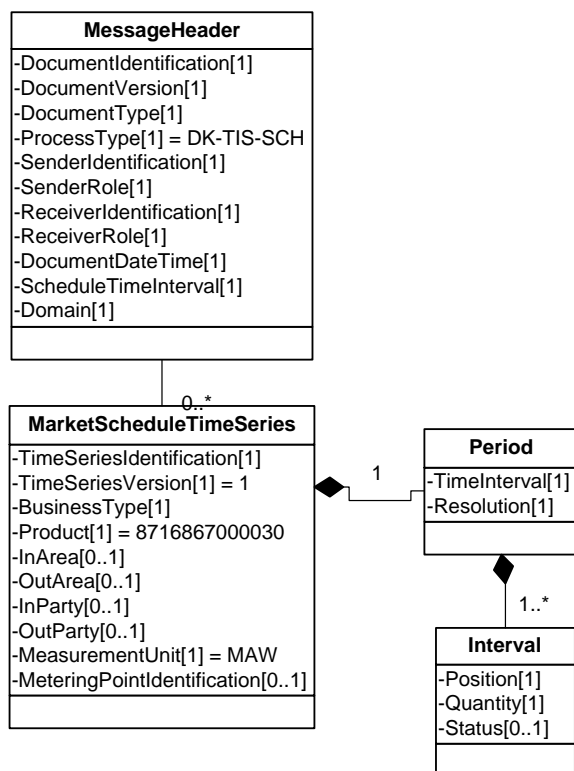 MessageHeader
-DocumentIdentification[1]
-DocumentVersion[1]
-DocumentType[1]
-ProcessType[1] = DK-TIS-SCH
-SenderIdentification[1]
-SenderRole[1]
-ReceiverIdentification[1]
-ReceiverRole[1]
-DocumentDateTime[1]
-ScheduleTimeInterval[1]
-Domain[1]
0..*
MarketScheduleTimeSeries
-TimeSeriesIdentification[1]
-TimeSeriesVersion[1] = 1
-BusinessType[1]
-Product[1] = 8716867000030
-InArea[0..1]
-OutArea[0..1]
-InParty[0..1]
-OutParty[0..1]
-MeasurementUnit[1] = MAW
-MeteringPointIdentification[0..1]
1
Period
-TimeInterval[1]
-Resolution[1]
1..*
Interval
-Position[1]
-Quantity[1]
-Status[0..1]